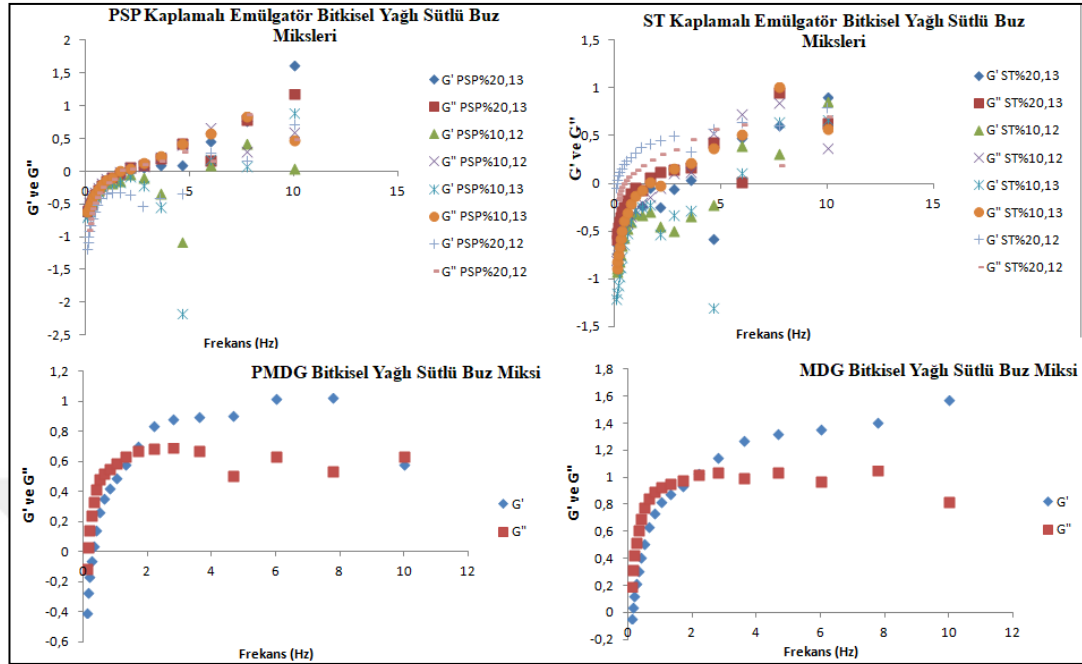 PSP Kaplamalı Emülgatör Bitkisel Yağlı Sütlü Buz
Miksleri
2
1,5
1
0,5
0
-0,5
-1
-1,5
-2
-2,5
0
5
10
15
G' ve G"
Frekans (Hz)
G' PSP%20,13
G" PSP%20,13
G' PSP%10,12
G" PSP%10,12
G' PSP%10,13
G" PSP%10,13
G' PSP%20,12
G" PSP%20,12
ST Kaplamalı Emülgatör Bitkisel Yağlı Sütlü Buz
Miksleri
1,5
1
0,5
0
-0,5
-1
-1,5
0
5
10
15
G' ve G"
Frekans (Hz)
G' ST%20,13
G" ST%20,13
G' ST%10,12
G" ST%10,12
G' ST%10,13
G" ST%10,13
G' ST%20,12
G" ST%20,12
PMDG Bitkisel Yağlı Sütlü Buz Miksi
1,2
1
0,8
0,6
0,4
0,2
0
-0,2
-0,4
-0,6
0
2
4
6
8
10
12
G' ve G"
Frekans (Hz)
G'
G"
MDG Bitkisel Yağlı Sütlü Buz Miksi
1,8
1,6
1,4
1,2
1
0,8
0,6
0,4
0,2
0
-0,2
0
2
4
6
8
10
12
G' ve G"
Frekans (Hz)
G'
G"